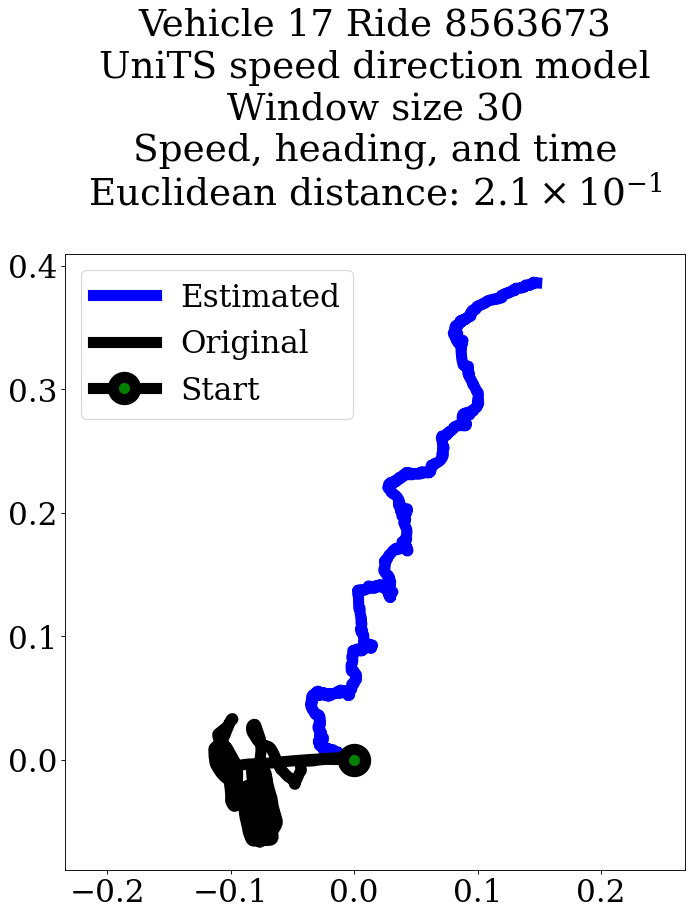 Vehicle 17 Ride 8563673
UniTS speed direction model
Window size 30
Speed, heading, and time
Euclidean distance: 2.1 × 10⁻¹
0.4
0.3
0.2
0.1
0.0
Estimated
Original
Start
−0.2 −0.1 0.0 0.1 0.2